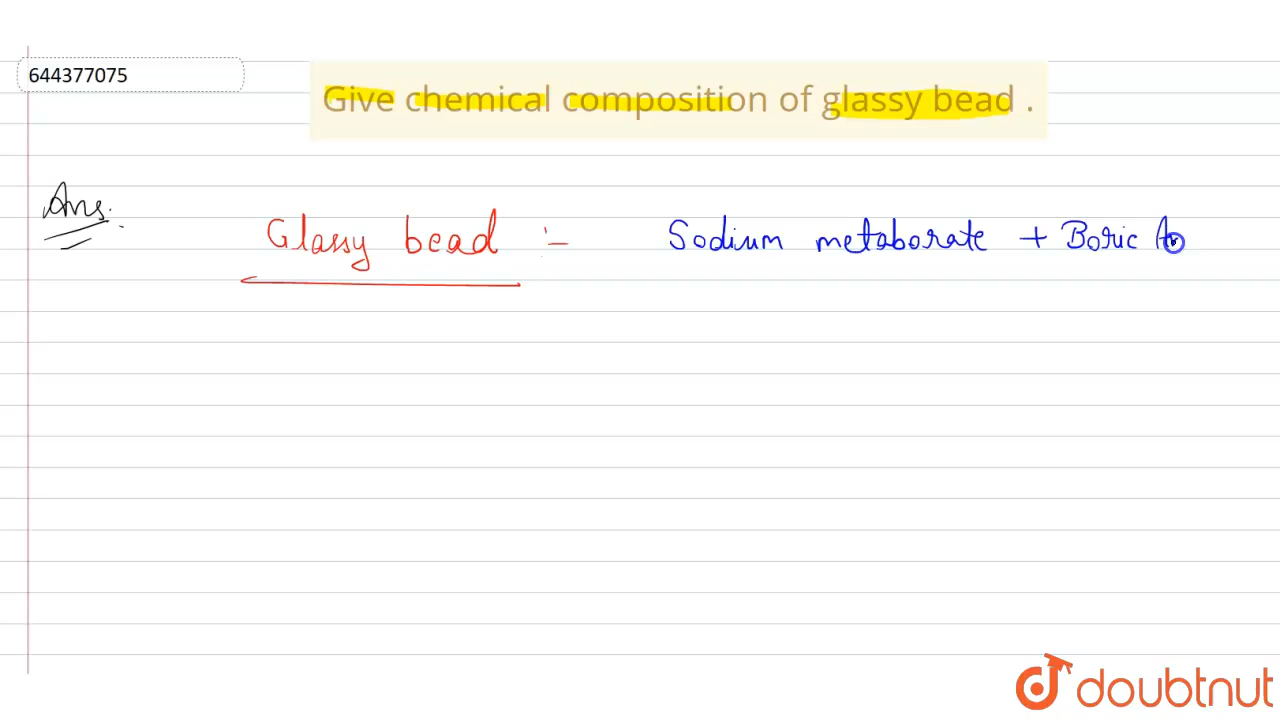 644377075
Give chemical composition of glassy bead .
Ans.
Glassy bead :- Sodium metaborate + Boric
doubtnut